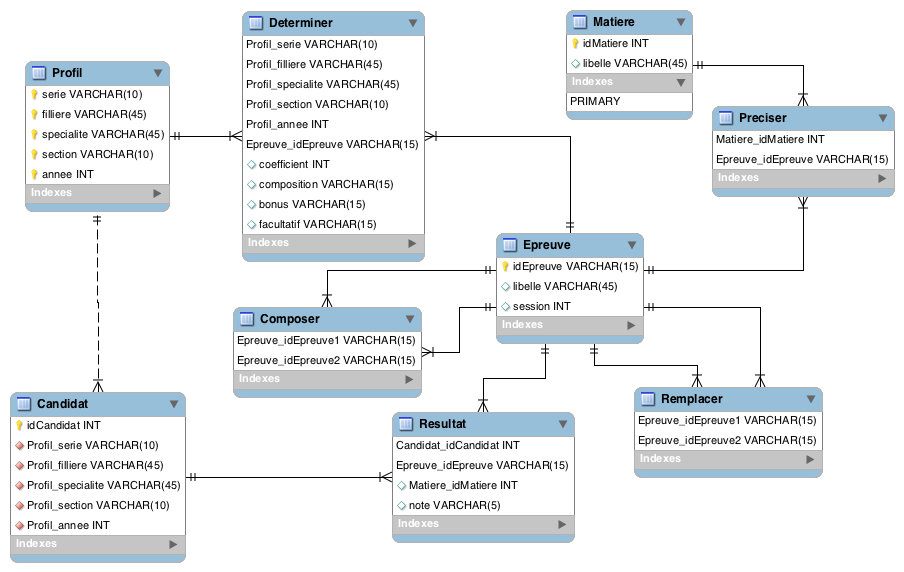 Determiner
Profil_serie VARCHAR(10)
Profil_filliere VARCHAR(45)
Profil_specialite VARCHAR(45)
Profil_section VARCHAR(10)
Profil_annee INT
Epreuve_idEpreuve VARCHAR(15)
coefficient INT
composition VARCHAR(15)
bonus VARCHAR(15)
facultatif VARCHAR(15)
Indexes
Matiere
idMatiere INT
libelle VARCHAR(45)
Indexes
PRIMARY
Profil
serie VARCHAR(10)
filliere VARCHAR(45)
specialite VARCHAR(45)
section VARCHAR(10)
annee INT
Indexes
Preciser
Matiere_idMatiere INT
Epreuve_idEpreuve VARCHAR(15)
Indexes
Epreuve
idEpreuve VARCHAR(15)
libelle VARCHAR(45)
session INT
Indexes
Composer
Epreuve_idEpreuve1 VARCHAR(15)
Epreuve_idEpreuve2 VARCHAR(15)
Indexes
Candidat
idCandidat INT
Profil_serie VARCHAR(10)
Profil_filliere VARCHAR(45)
Profil_specialite VARCHAR(45)
Profil_section VARCHAR(10)
Profil_annee INT
Indexes
Resultat
Candidat_idCandidat INT
Epreuve_idEpreuve VARCHAR(15)
Matiere_idMatiere INT
note VARCHAR(5)
Indexes
Remplacer
Epreuve_idEpreuve1 VARCHAR(15)
Epreuve_idEpreuve2 VARCHAR(15)
Indexes